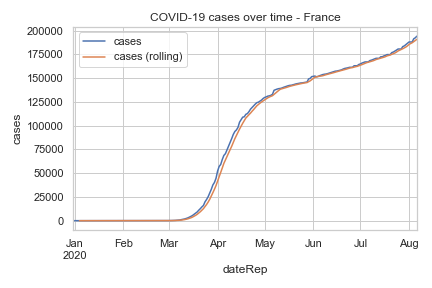 COVID-19 cases over time - France
cases
cases (rolling)
cases
200000
175000
150000
125000
100000
75000
50000
25000
0
Jan Feb Mar Apr May Jun Jul Aug
2020
dateRep